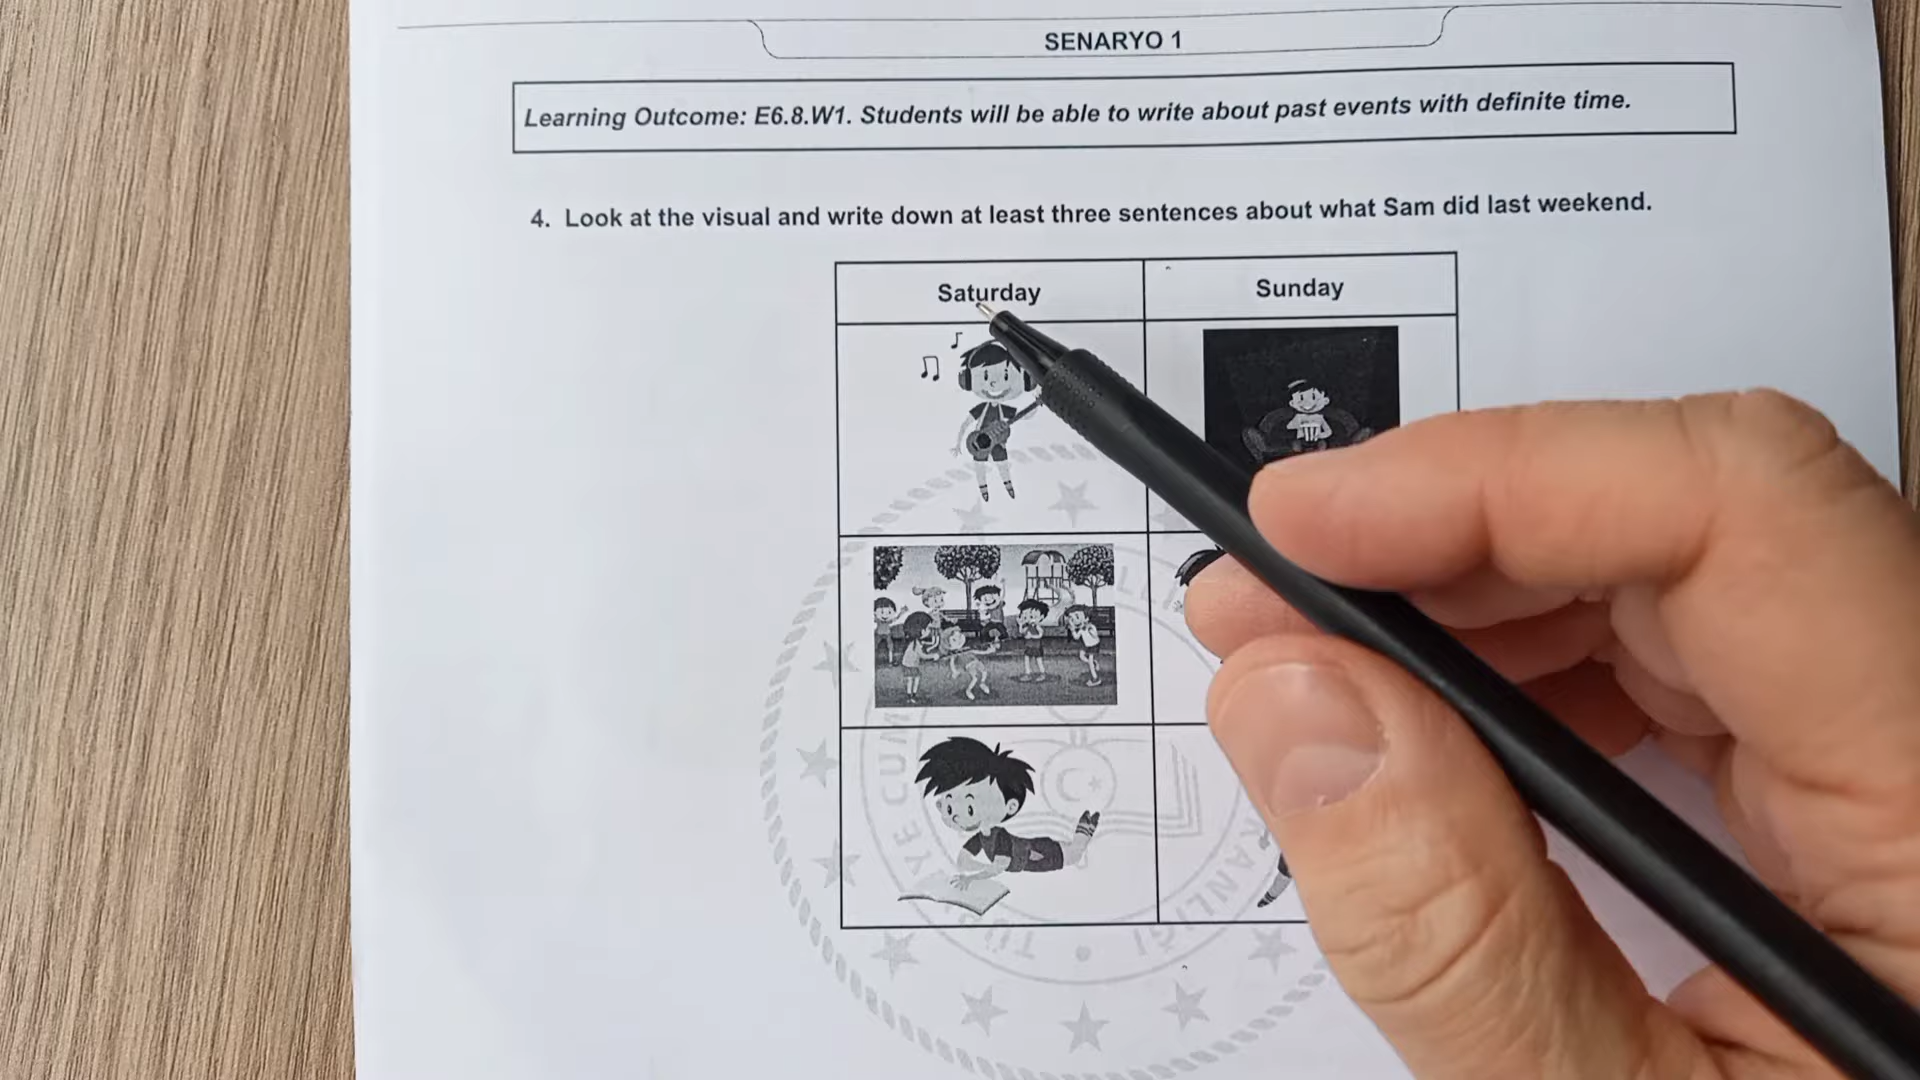 SENARYO 1
Learning Outcome: E6.8.W1. Students will be able to write about past events with definite time.
4. Look at the visual and write down at least three sentences about what Sam did last weekend.
Saturday
Sunday